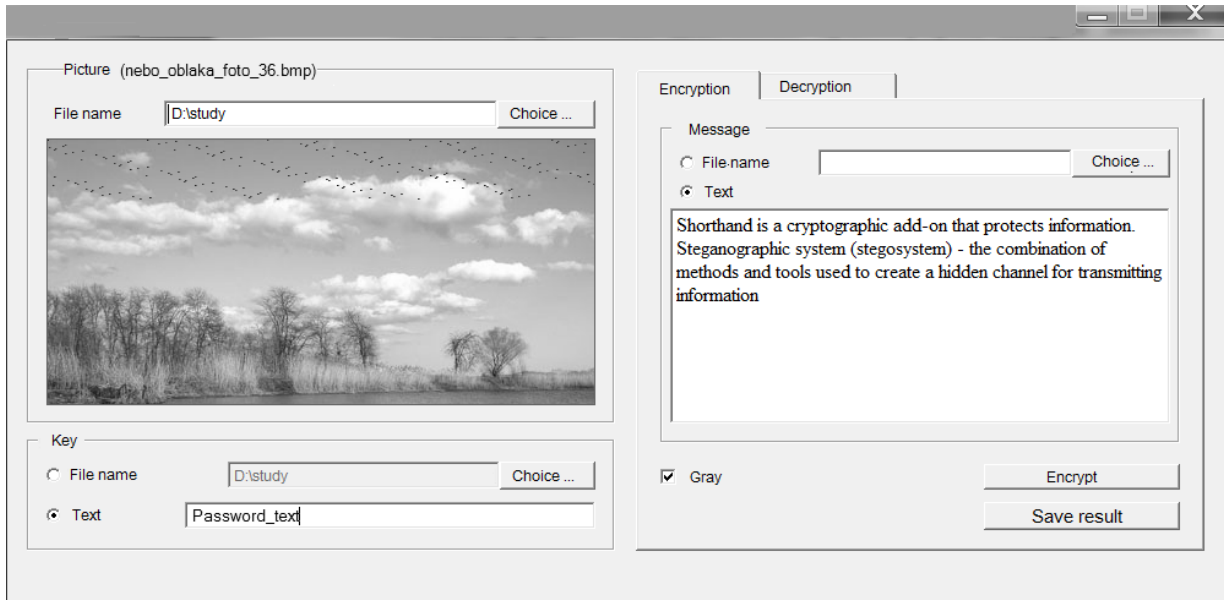 Picture (nebo_oblaka_foto_36.bmp)
File name D:\study Choice ...
Key
File name D:\study Choice ...
Text Password_text
Encryption Decryption
Message
File name Choice ...
Text
Shorthand is a cryptographic add-on that protects information.
Steganographic system (stegosystem) - the combination of
methods and tools used to create a hidden channel for transmitting
information
Gray Encrypt
Save result